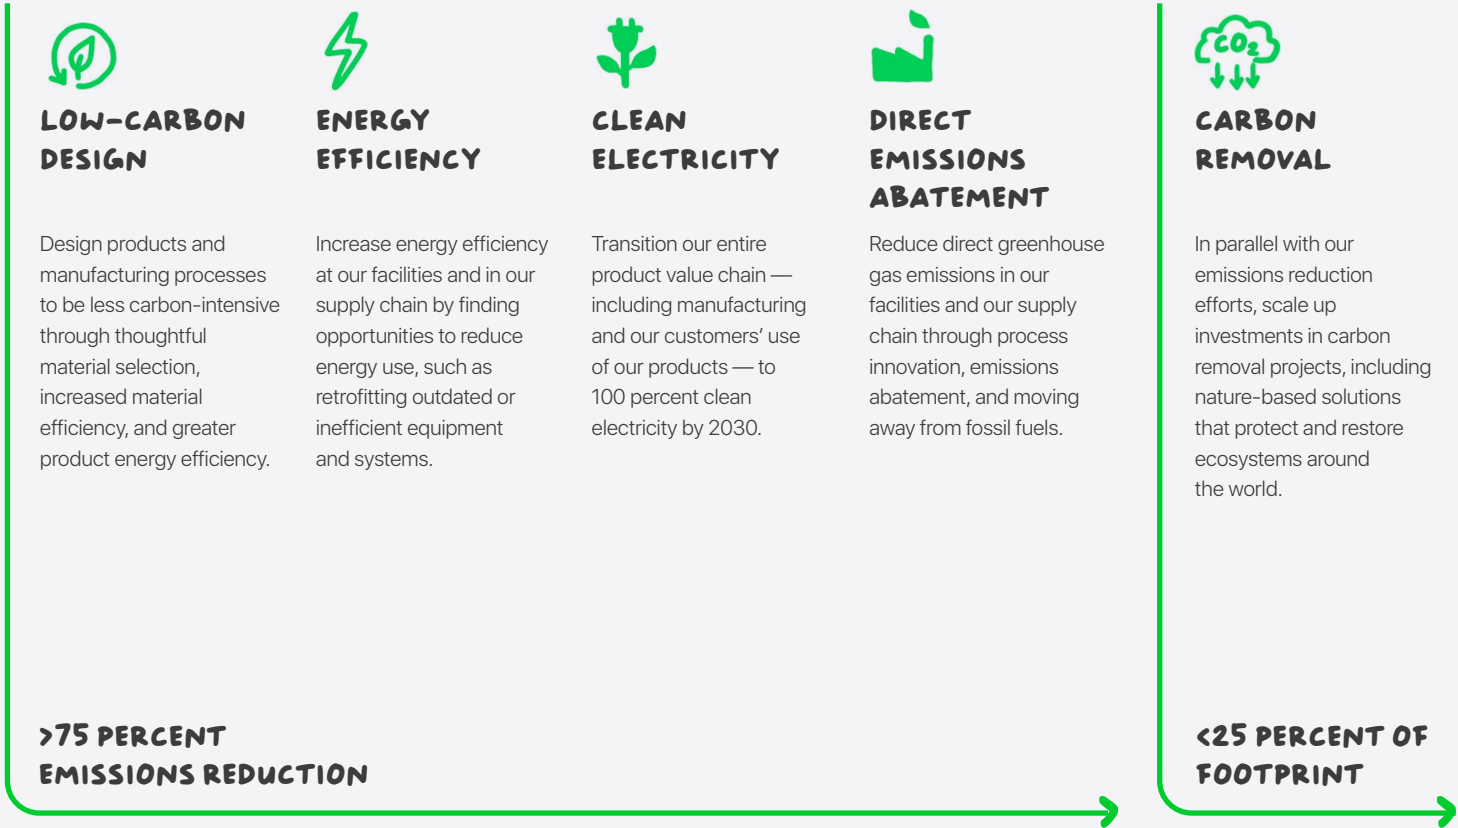 LOW-CARBON
DESIGN
Design products and
manufacturing processes
to be less carbon-intensive
through thoughtful
material selection,
increased material
efficiency, and greater
product energy efficiency.
ENERGY
EFFICIENCY
Increase energy efficiency
at our facilities and in our
supply chain by finding
opportunities to reduce
energy use, such as
retrofitting outdated or
inefficient equipment
and systems.
CLEAN
ELECTRICITY
Transition our entire
product value chain —
including manufacturing
and our customers’ use
of our products — to
100 percent clean
electricity by 2030.
DIRECT
EMISSIONS
ABATEMENT
Reduce direct greenhouse
gas emissions in our
facilities and our supply
chain through process
innovation, emissions
abatement, and moving
away from fossil fuels.
>75 PERCENT
EMISSIONS REDUCTION
CO₂
CARBON
REMOVAL
In parallel with our
emissions reduction
efforts, scale up
investments in carbon
removal projects, including
nature-based solutions
that protect and restore
ecosystems around
the world.
<25 PERCENT OF
FOOTPRINT